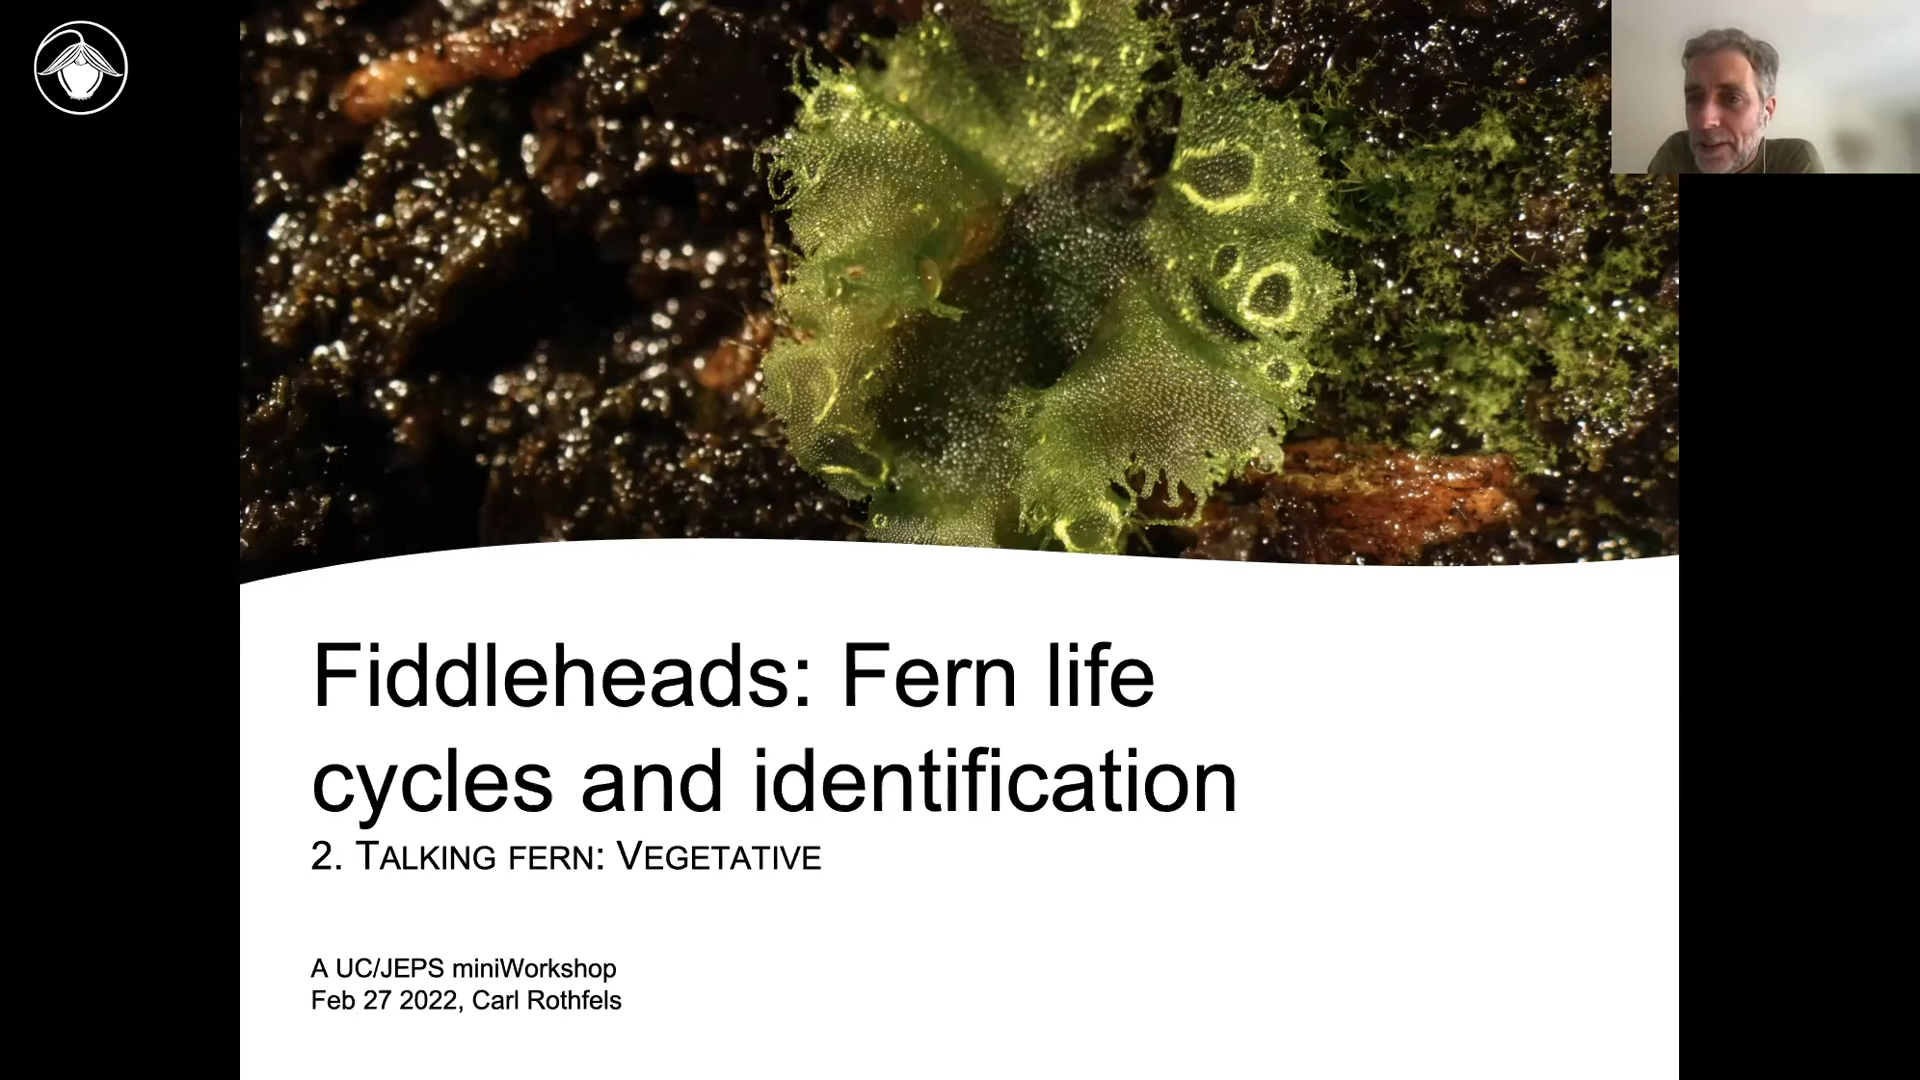 Fiddleheads: Fern life
cycles and identification
2. TALKING FERN: VEGETATIVE
A UC/JEPS miniWorkshop
Feb 27 2022, Carl Rothfels